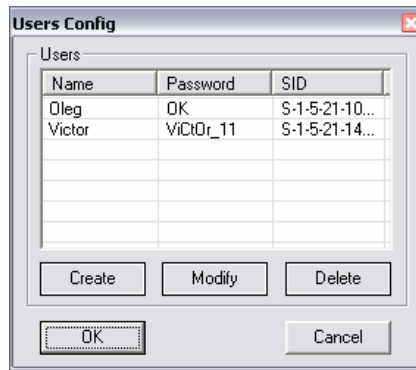 Users Config
Users
Name Password SID
Oleg OK S-1-5-21-10...
Victor ViCtOr_11 S-1-5-21-14...
Create Modify Delete
OK Cancel